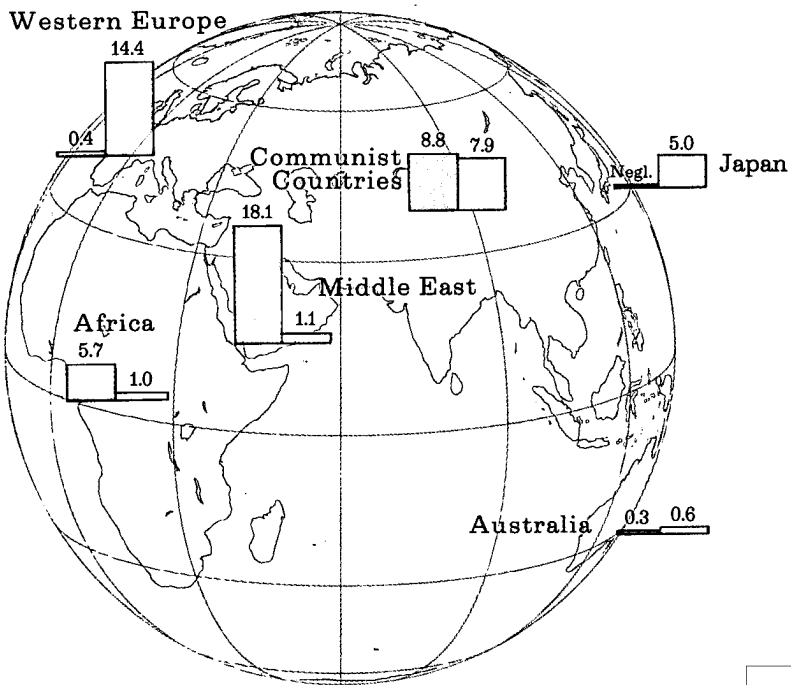 Western Europe
14.4
0.4
8.8 7.9
Communist
Countries
5.0
Negl.
Japan
18.1
Middle East
1.1
Africa
5.7
1.0
Australia
0.3 0.6